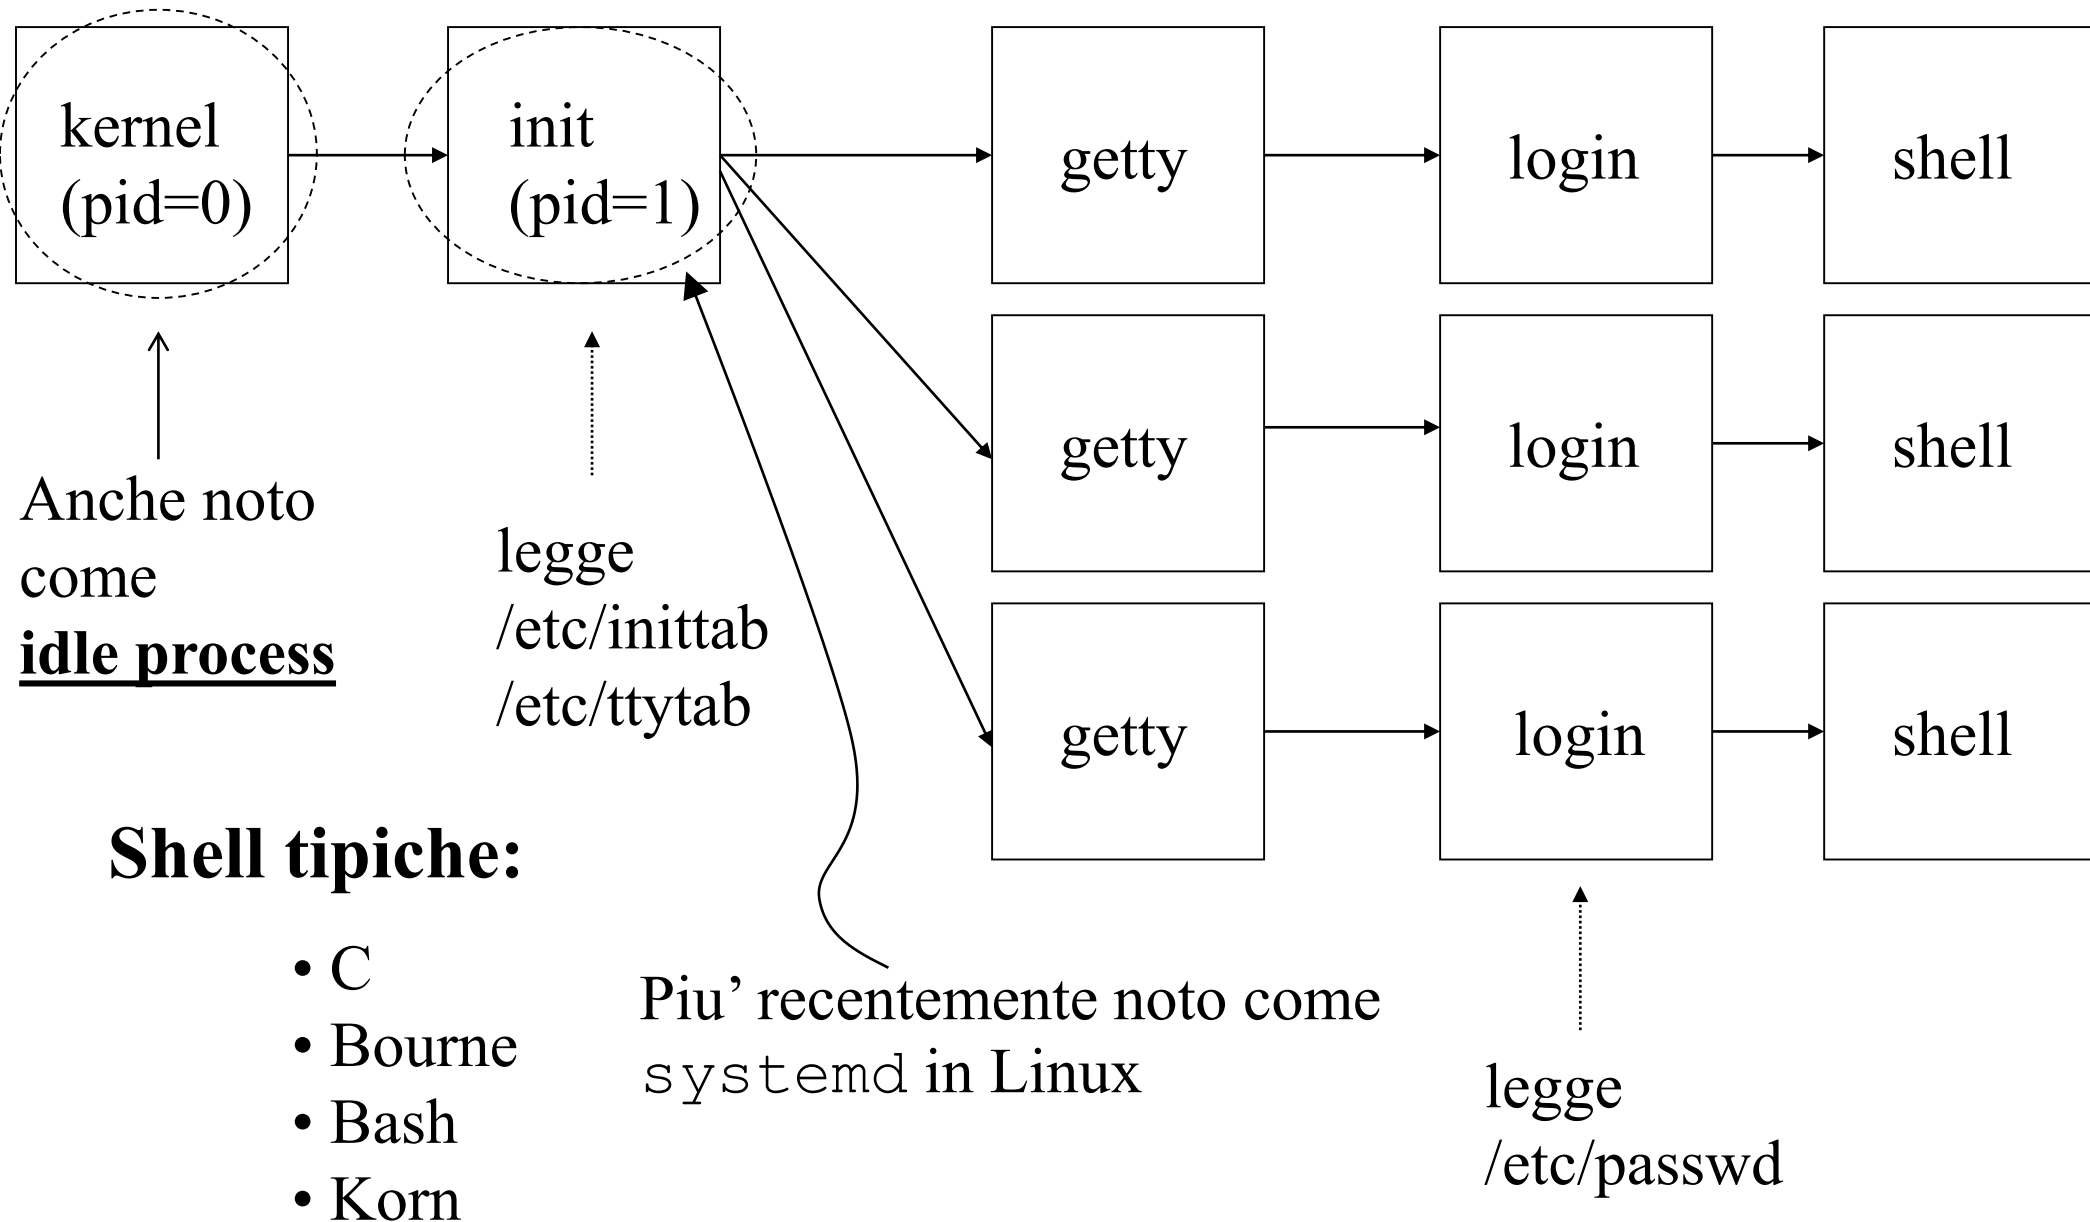 kernel
(pid=0)
init
(pid=1)
getty
login
shell
getty
login
shell
getty
login
shell
Anche noto
come
idle process
legge
/etc/inittab
/etc/ttytab
Shell tipiche:
• C
• Bourne
• Bash
• Korn
Piu’ recentemente noto come
systemd in Linux
legge
/etc/passwd